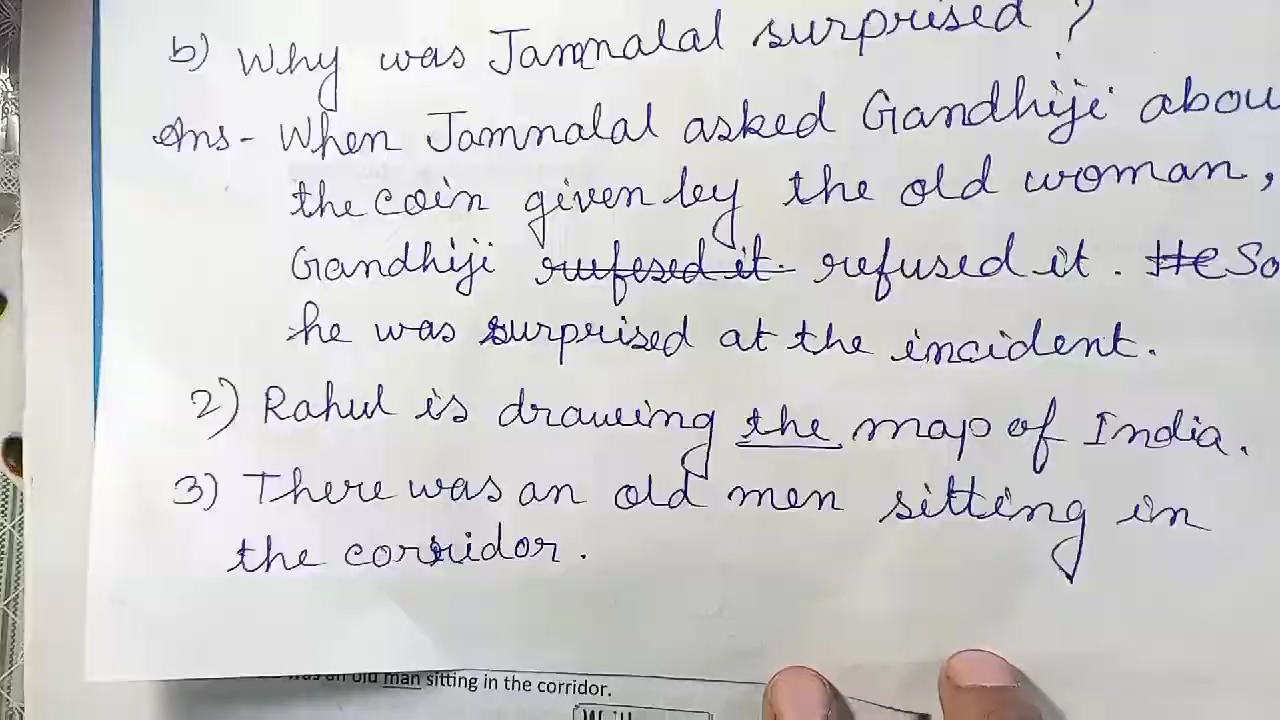 b) Why was Jamnalal surprised ?
Ans - When Jamnalal asked Gandhiji abou
the coin given by the old woman,
Gandhiji rufesed it. refused it. He So
he was surprised at the incident.
2) Rahul is drawing the map of India.
3) There was an old men sitting in
the corridor.
was an old man sitting in the corridor.